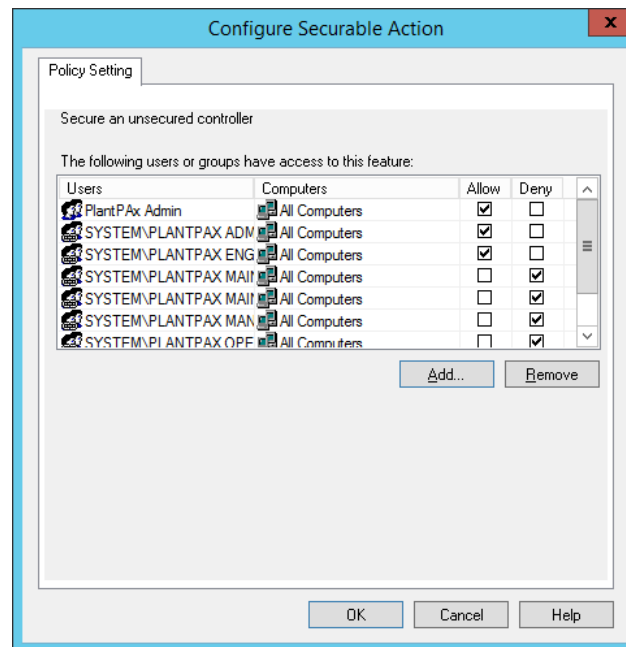 Configure Securable Action
x
Policy Setting
Secure an unsecured controller
The following users or groups have access to this feature:
Users Computers Allow Deny
PlantPAx Admin All Computers
SYSTEM\PLANTPAX ADM All Computers
SYSTEM\PLANTPAX ENG All Computers
SYSTEM\PLANTPAX MAI All Computers
SYSTEM\PLANTPAX MAI All Computers
SYSTEM\PLANTPAX MAN All Computers
SYSTEM\PLANTPAX OPE All Computers
Add... Remove
OK Cancel Help